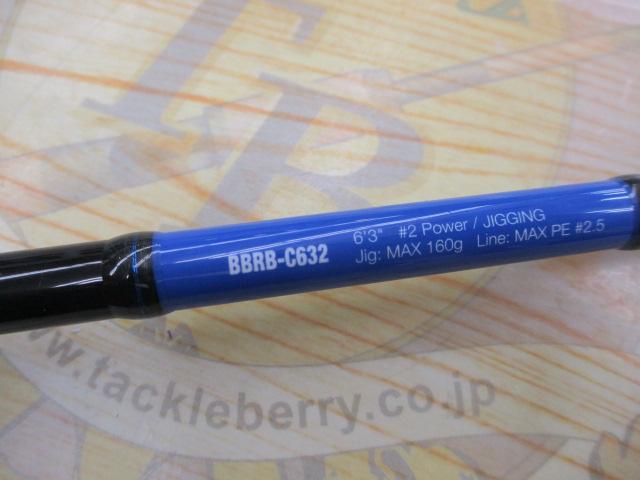 TB
BBRB-C632
6'3" #2 Power / JIGGING
Jig: MAX 160g Line: MAX PE #2.5
www.tackleberry.co.jp